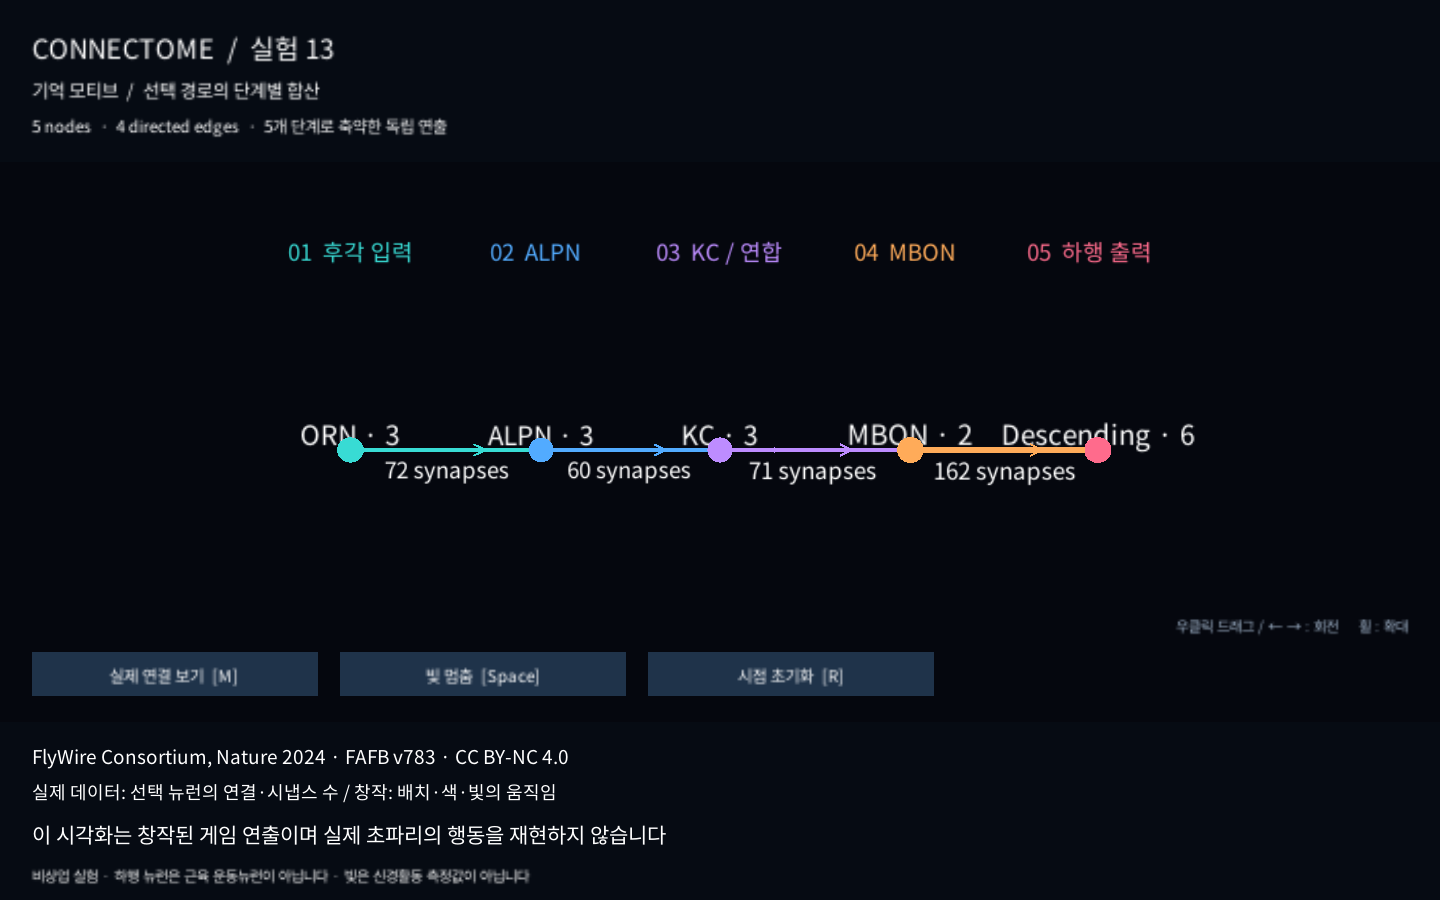 CONNECTOME / 실험 13
기억 모티브 / 선택 경로의 단계별 합산
5 nodes · 4 directed edges · 5개 단계로 축약한 독립 연출
01 후각 입력 02 ALPN 03 KC / 연합 04 MBON 05 하행 출력
ORN · 3 ALPN · 3 KC · 3 MBON · 2 Descending · 6
72 synapses 60 synapses 71 synapses 162 synapses
우클릭 드래그 / ← → : 회전 휠 : 확대
실제 연결 보기 [M] 빛 멈춤 [Space] 시점 초기화 [R]
FlyWire Consortium, Nature 2024 · FAFB v783 · CC BY-NC 4.0
실제 데이터: 선택 뉴런의 연결·시냅스 수 / 창작: 배치·색·빛의 움직임
이 시각화는 창작된 게임 연출이며 실제 초파리의 행동을 재현하지 않습니다
비상업 실험 · 하행 뉴런은 근육 운동뉴런이 아닙니다 · 빛은 신경활동 측정값이 아닙니다